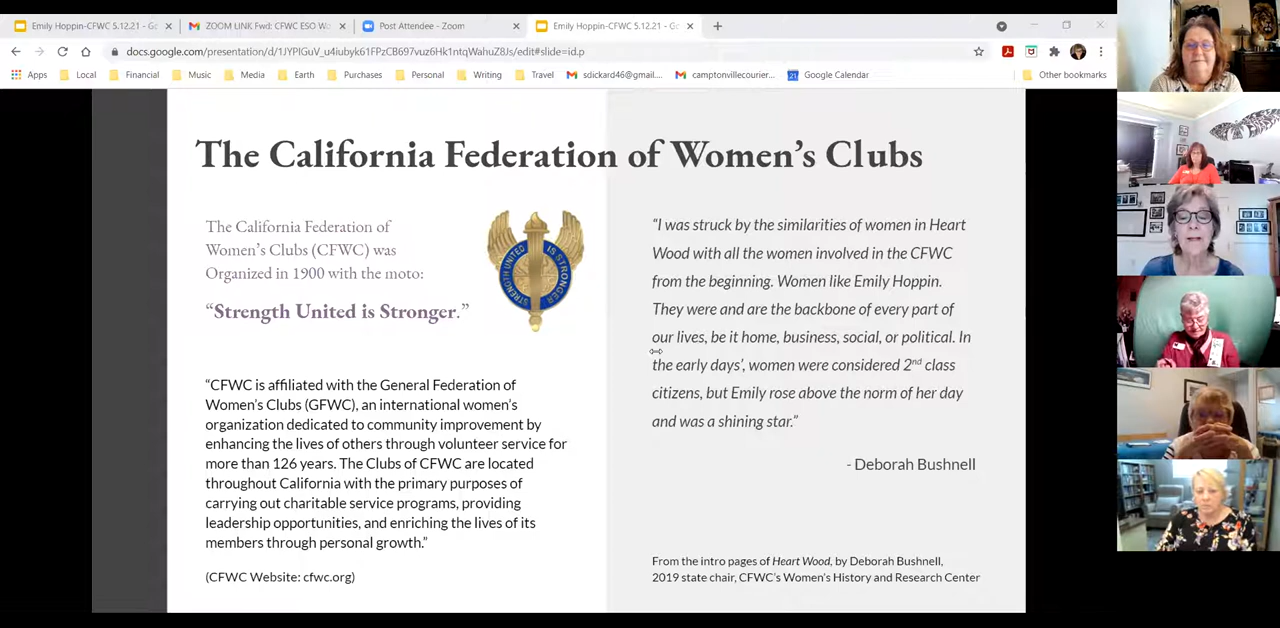 Emily Hoppin-CFWC 5.12.21 - Go
ZOOM LINK Fwd: CFWC ESO Wo
Post Attendee - Zoom
Emily Hoppin-CFWC 5.12.21 - Go
docs.google.com/presentation/d/1JYPlGuV_u4iubyk61FPzCB697vuz6Hk1ntqWahuZ8Js/edit#slide=id.p
Apps
Local
Financial
Music
Media
Earth
Purchases
Personal
Writing
Travel
sdickard46@gmail....
camptonvillecourier...
Google Calendar
Other bookmarks
The California Federation of Women's Clubs
The California Federation of
Women's Clubs (CFWC) was
Organized in 1900 with the moto:
"Strength United is Stronger."
STRENGTH UNITED IS STRONGER
"CFWC is affiliated with the General Federation of
Women's Clubs (GFWC), an international women's
organization dedicated to community improvement by
enhancing the lives of others through volunteer service for
more than 126 years. The Clubs of CFWC are located
throughout California with the primary purposes of
carrying out charitable service programs, providing
leadership opportunities, and enriching the lives of its
members through personal growth."
(CFWC Website: cfwc.org)
"I was struck by the similarities of women in Heart
Wood with all the women involved in the CFWC
from the beginning. Women like Emily Hoppin.
They were and are the backbone of every part of
our lives, be it home, business, social, or political. In
the early days', women were considered 2nd class
citizens, but Emily rose above the norm of her day
and was a shining star."
- Deborah Bushnell
From the intro pages of Heart Wood, by Deborah Bushnell,
2019 state chair, CFWC's Women's History and Research Center